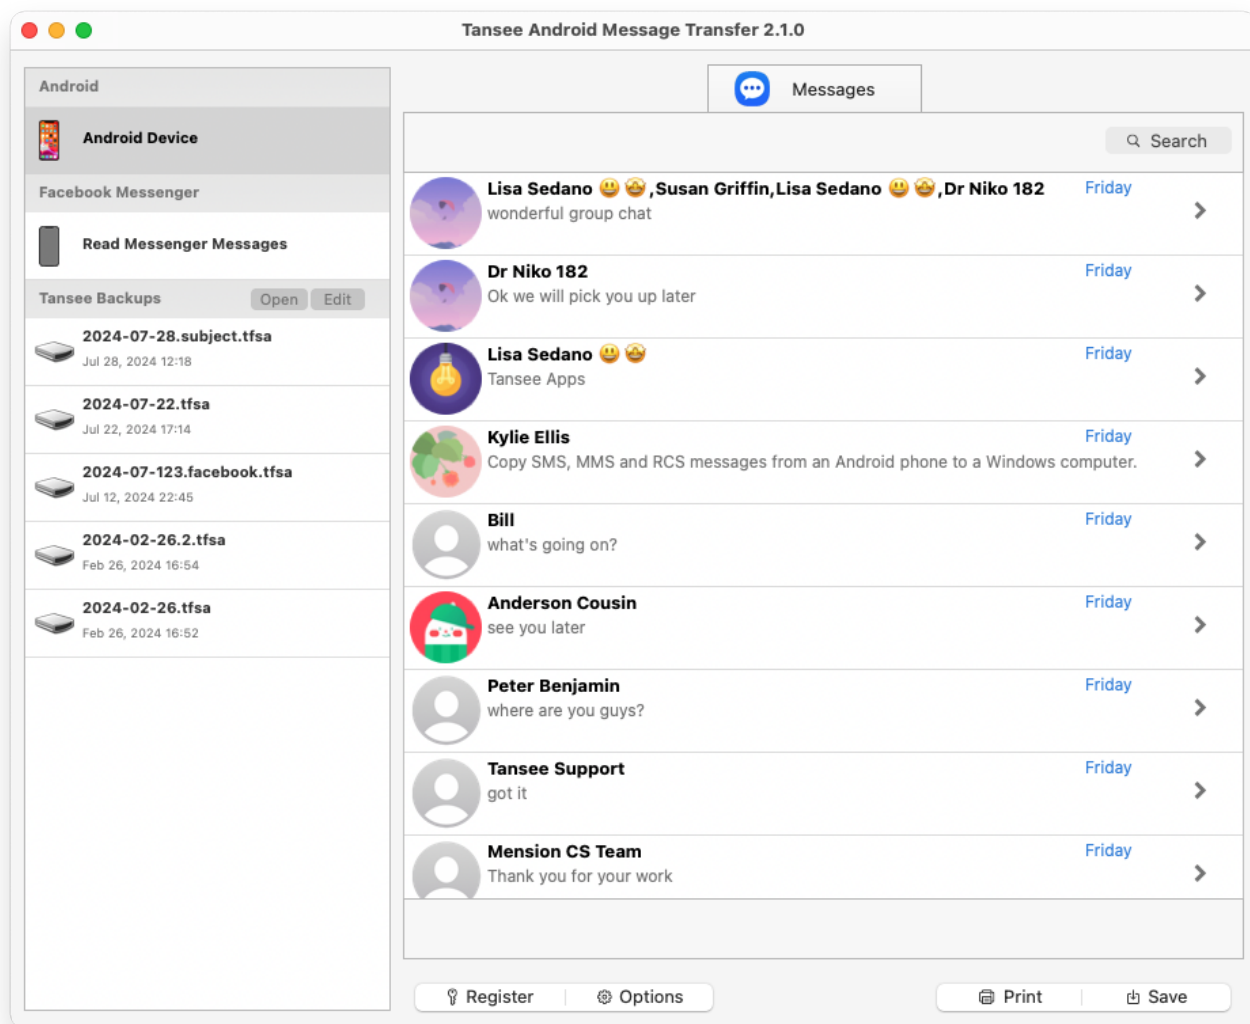 Tansee Android Message Transfer 2.1.0
Android
Android Device
Facebook Messenger
Read Messenger Messages
Tansee Backups Open Edit
2024-07-28.subject.tfsa
Jul 28, 2024 12:18
2024-07-22.tfsa
Jul 22, 2024 17:14
2024-07-123.facebook.tfsa
Jul 12, 2024 22:45
2024-02-26.2.tfsa
Feb 26, 2024 16:54
2024-02-26.tfsa
Feb 26, 2024 16:52
Messages
Search
Lisa Sedano 😃 🤩,Susan Griffin,Lisa Sedano 😃 🤩,Dr Niko 182 Friday
wonderful group chat
Dr Niko 182 Friday
Ok we will pick you up later
Lisa Sedano 😃 🤩 Friday
Tansee Apps
Kylie Ellis Friday
Copy SMS, MMS and RCS messages from an Android phone to a Windows computer.
Bill Friday
what's going on?
Anderson Cousin Friday
see you later
Peter Benjamin Friday
where are you guys?
Tansee Support Friday
got it
Mension CS Team Friday
Thank you for your work
Register Options Print Save